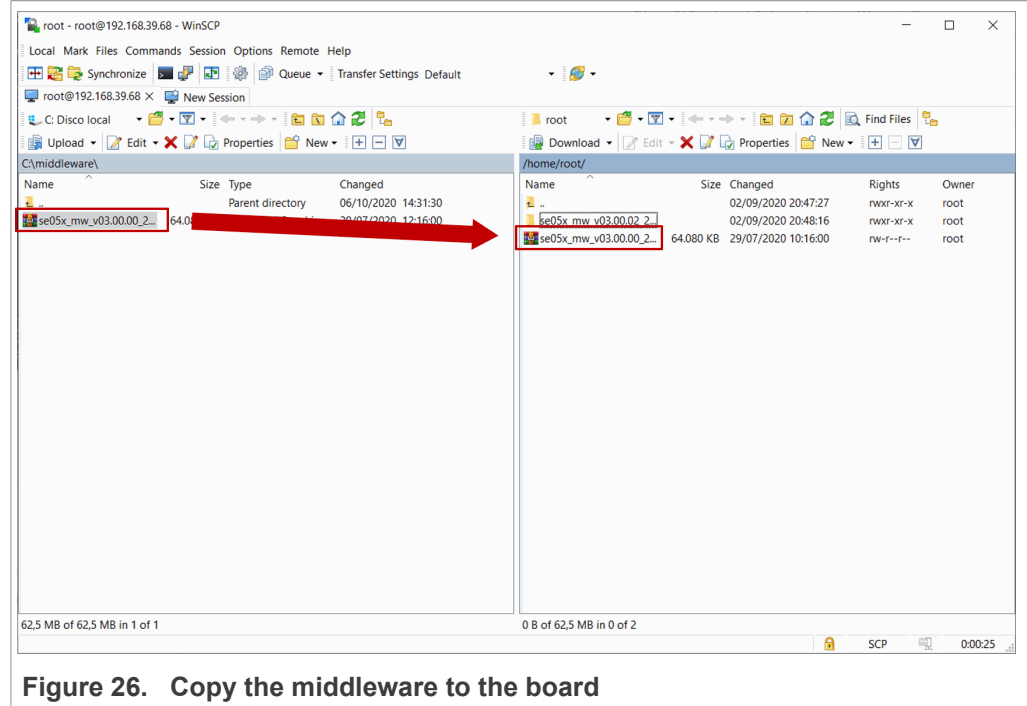 root - root@192.168.39.68 - WinSCP
Local Mark Files Commands Session Options Remote Help
Synchronize Queue Transfer Settings Default
root@192.168.39.68 × New Session
C: Disco local
Upload Edit Properties New
C:\middleware\
Name Size Type Changed
.. Parent directory 06/10/2020 14:31:30
se05x_mw_v03.00.00_2... 12:16:00
root Find Files
Download Edit Properties New
/home/root/
Name Size Changed Rights Owner
.. 02/09/2020 20:47:27 rwxr-xr-x root
se05x_mw_v03.00.02_2... 02/09/2020 20:48:16 rwxr-xr-x root
se05x_mw_v03.00.00_2... 64.080 KB 29/07/2020 10:16:00 rw-r--r-- root
62,5 MB of 62,5 MB in 1 of 1
0 B of 62,5 MB in 0 of 2
SCP 0:00:25
Figure 26. Copy the middleware to the board